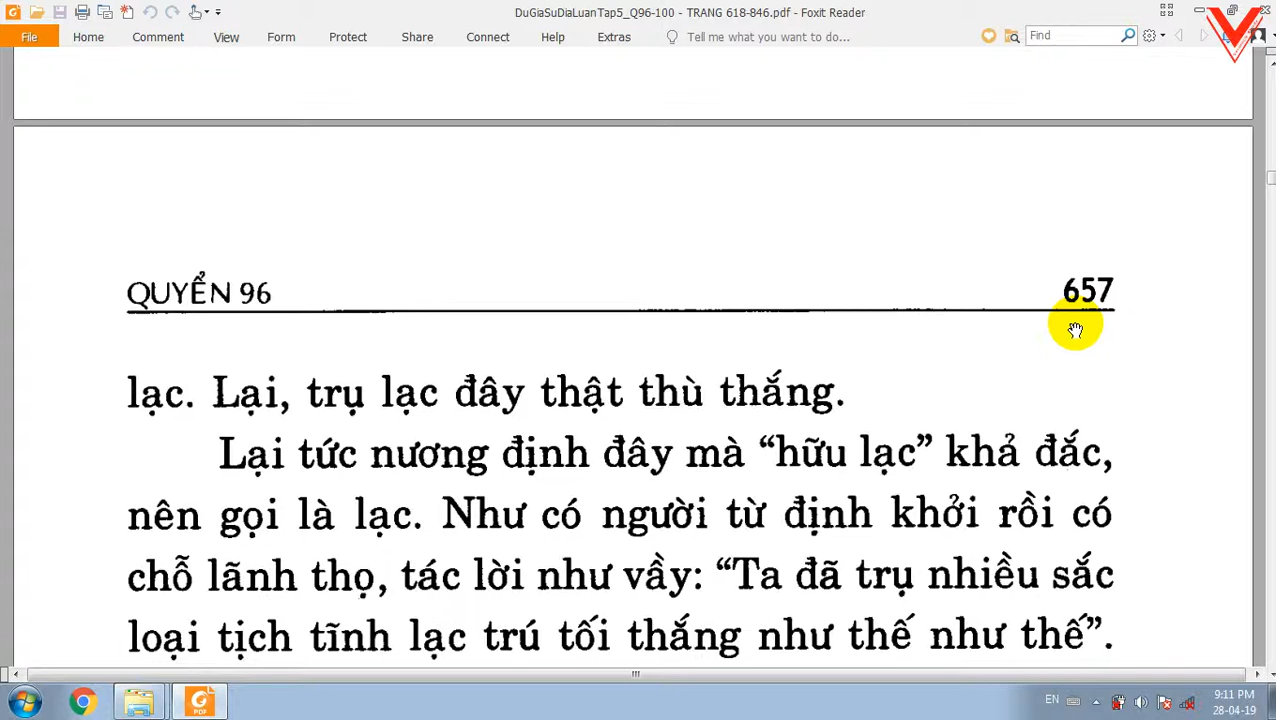 DuGiaSuDiaLuanTap5_Q96-100 - TRANG 618-846.pdf - Foxit Reader
File Home Comment View Form Protect Share Connect Help Extras Tell me what you want to do... Find
QUYỂN 96 657
lạc. Lại, trụ lạc đây thật thù thắng.
Lại tức nương định đây mà “hữu lạc” khả đắc,
nên gọi là lạc. Như có người từ định khởi rồi có
chỗ lãnh thọ, tác lời như vầy: “Ta đã trụ nhiều sắc
loại tịch tĩnh lạc trú tối thắng như thế như thế”.
PDF
EN 9:11 PM
28-04-19